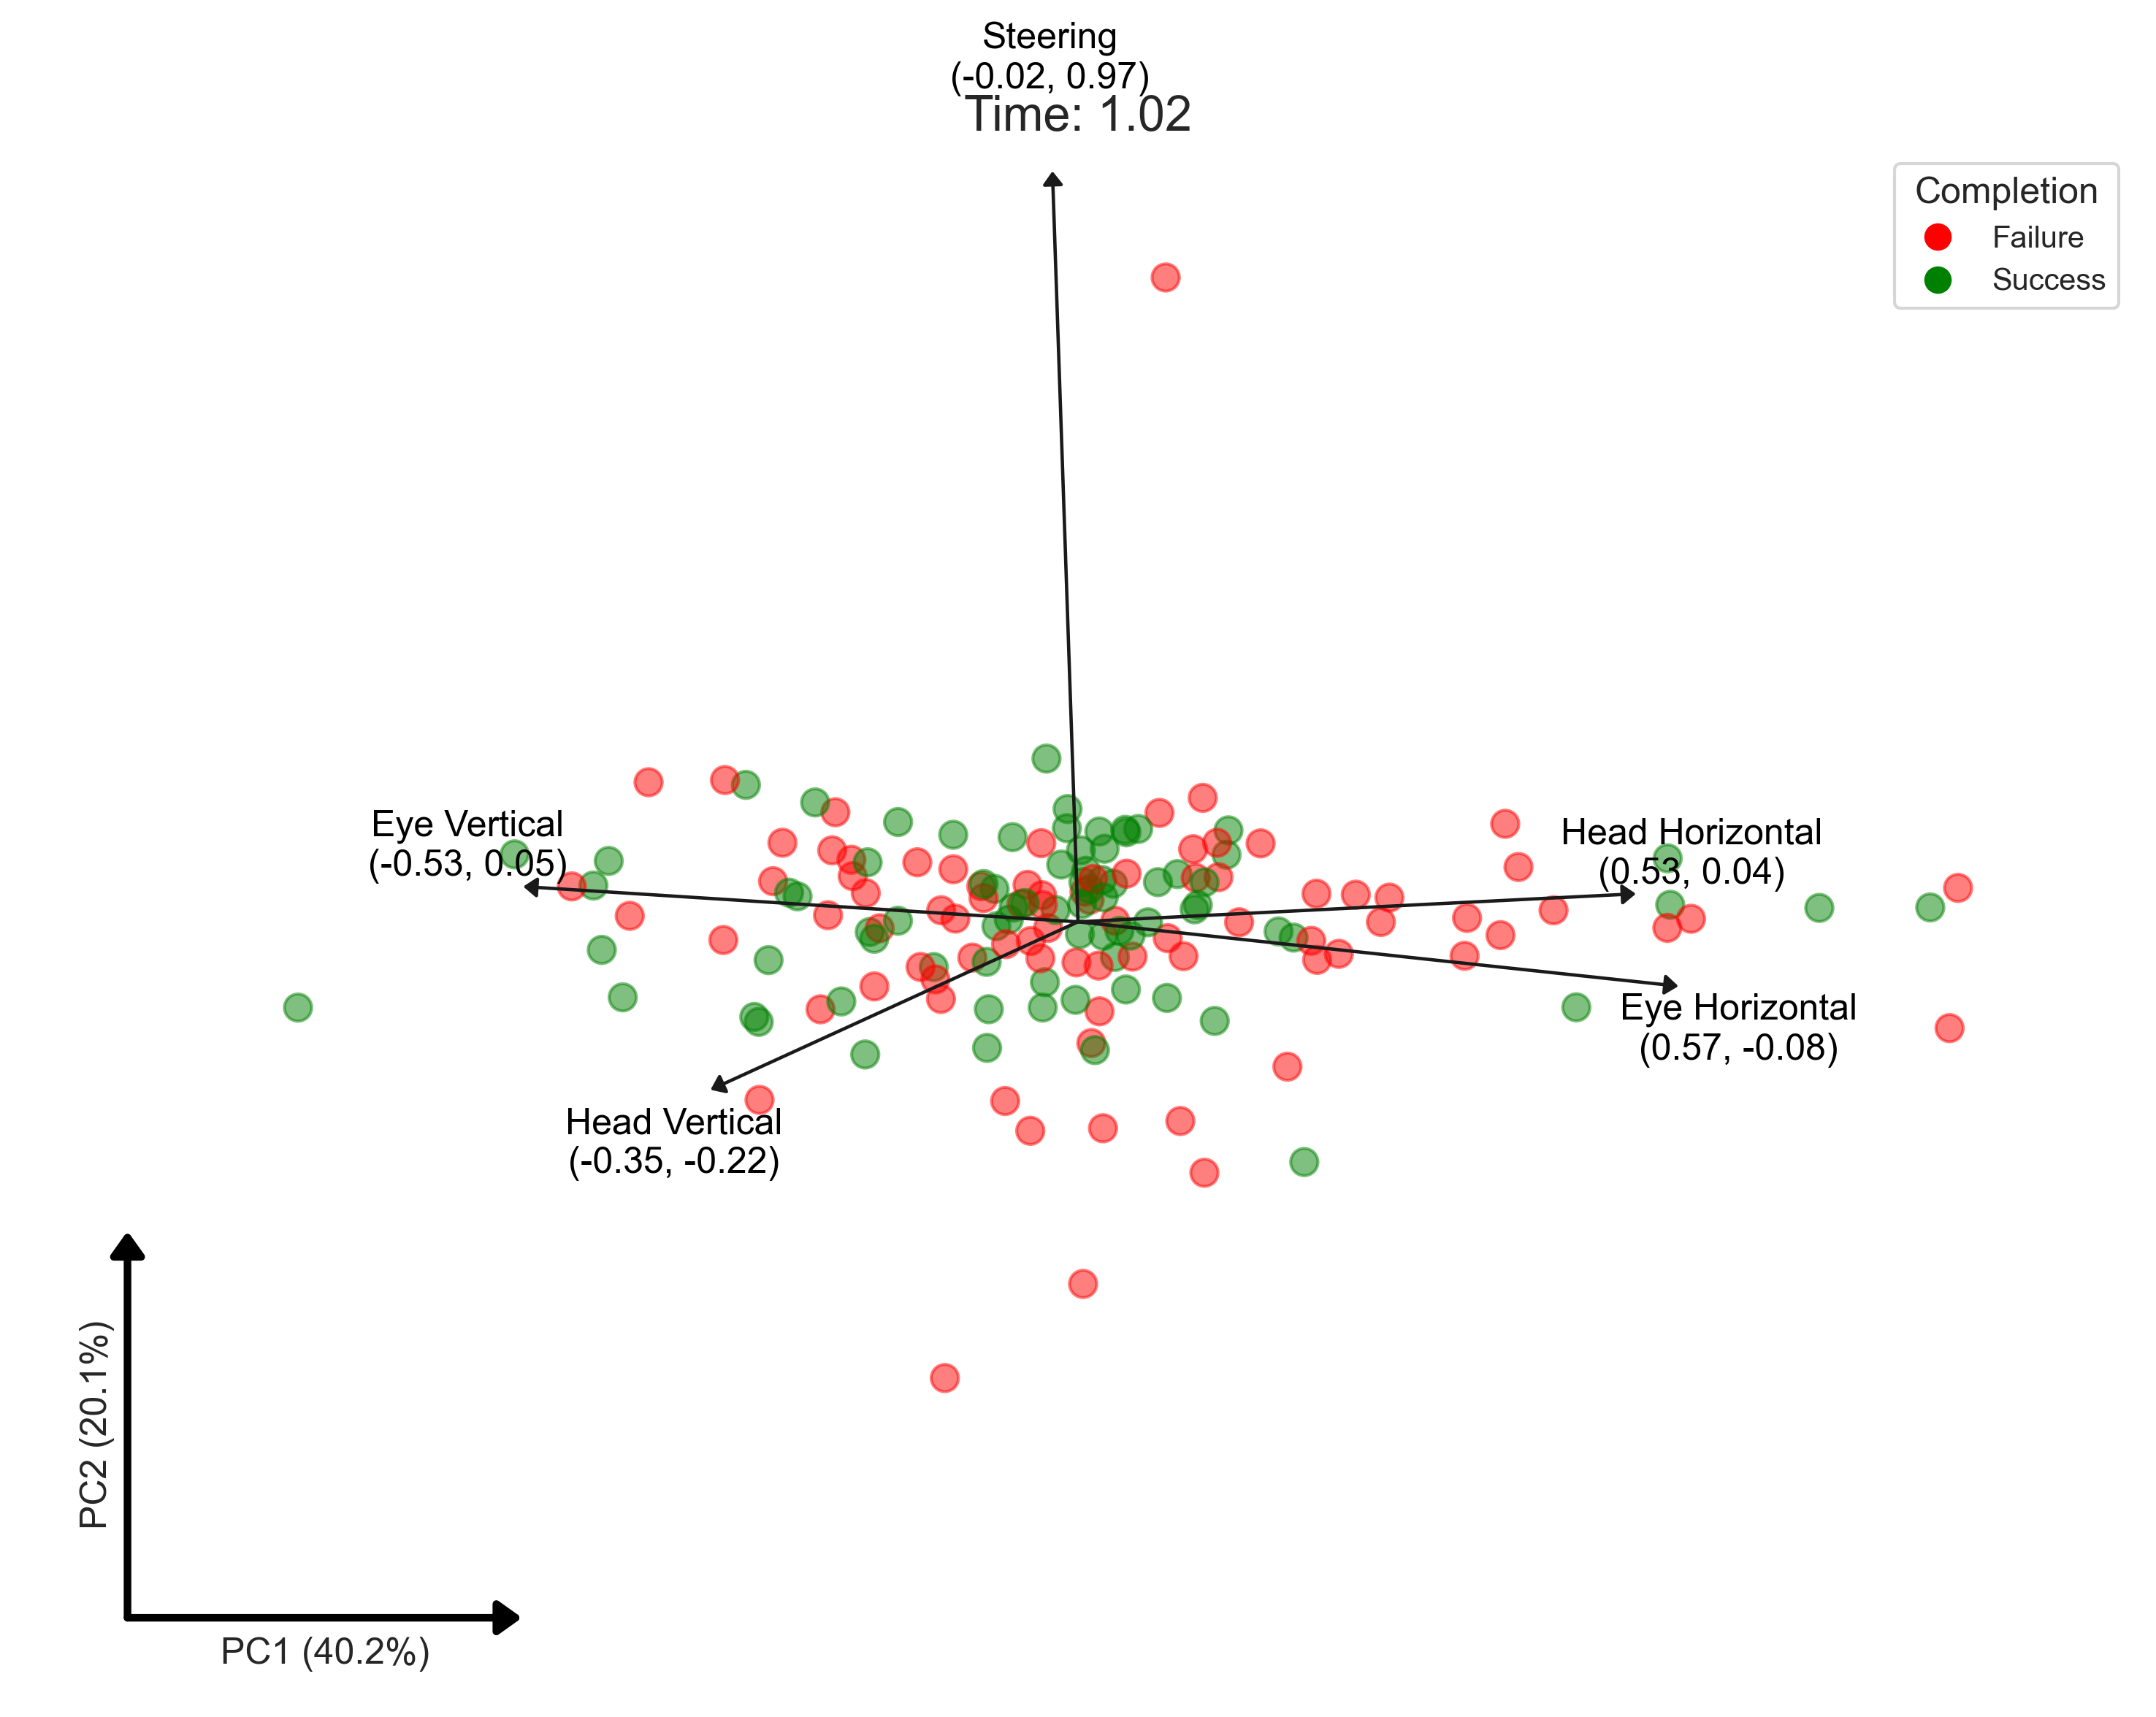 Steering
(-0.02, 0.97)
Time: 1.02
Completion
Failure
Success
Eye Vertical
(-0.53, 0.05)
Head Horizontal
(0.53, 0.04)
Eye Horizontal
(0.57, -0.08)
Head Vertical
(-0.35, -0.22)
PC2 (20.1%)
PC1 (40.2%)